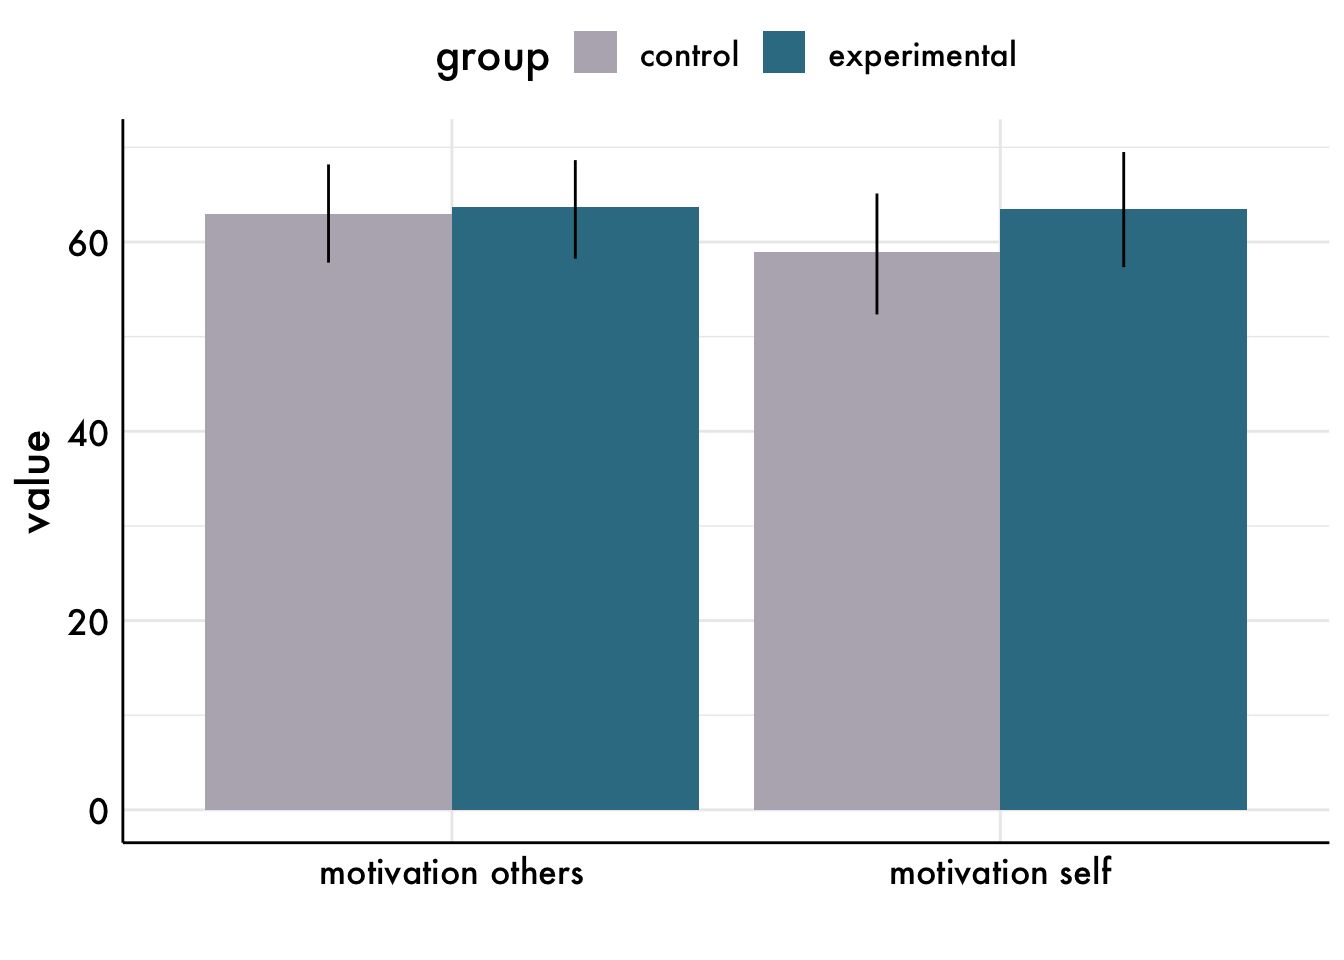 group control experimental
value
60
40
20
0
motivation others motivation self